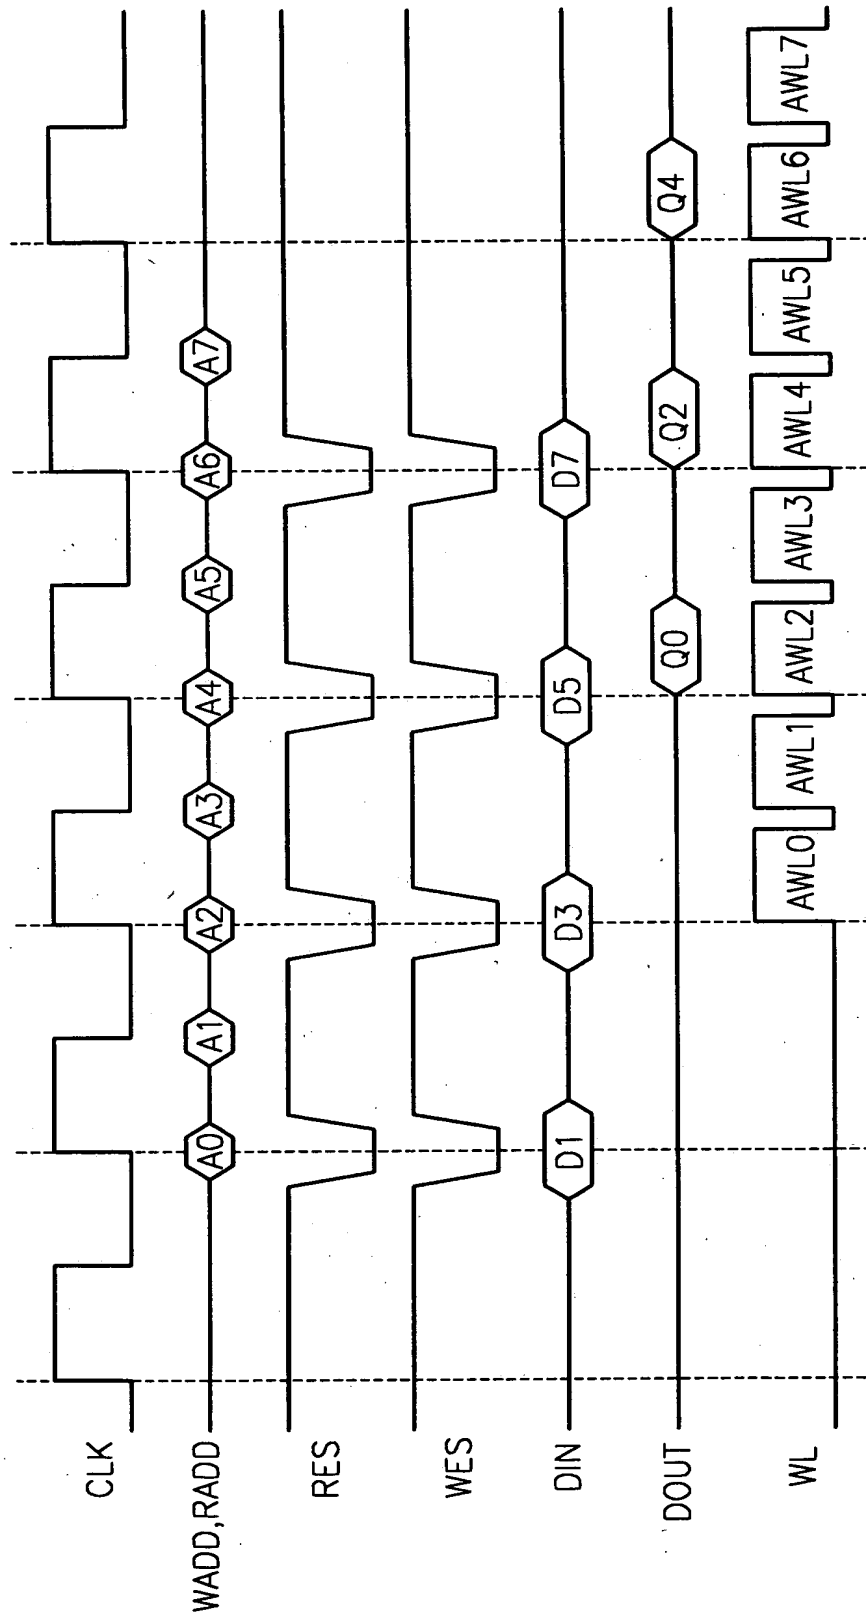 CLK
WADD,RADD
A0 A1 A2 A3 A4 A5 A6 A7
RES
WES
DIN
D1 D3 D5 D7
DOUT
Q0 Q2 Q4
WL
AWL0 AWL1 AWL2 AWL3 AWL4 AWL5 AWL6 AWL7